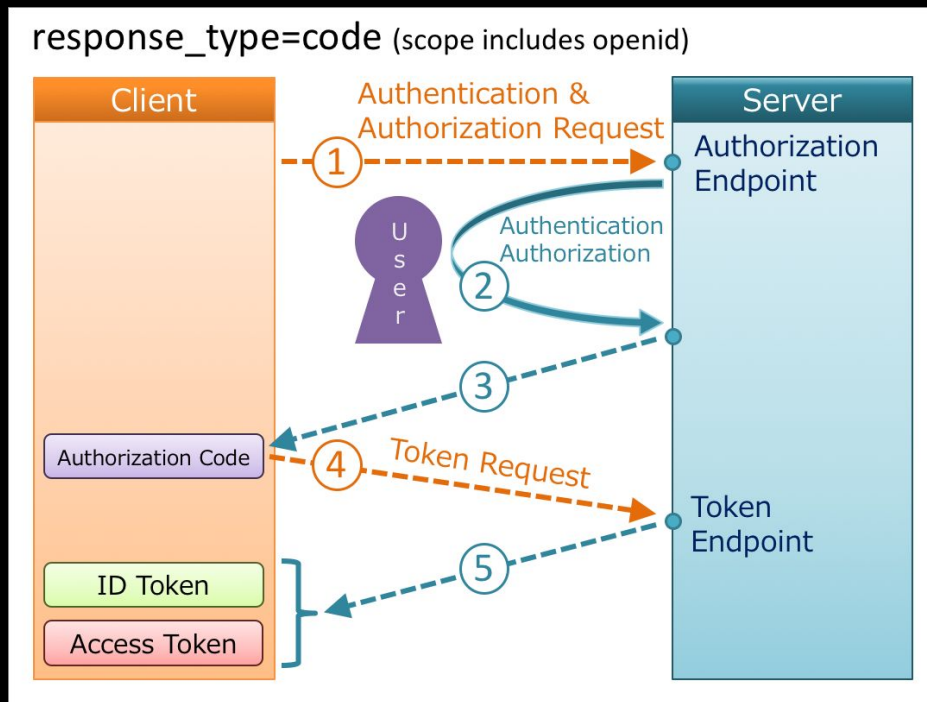 response_type=code (scope includes openid)
Client
Authentication &
Authorization Request
Server
1
Authorization
Endpoint
User
Authentication
Authorization
2
3
Authorization Code
4
Token Request
Token
Endpoint
5
ID Token
Access Token